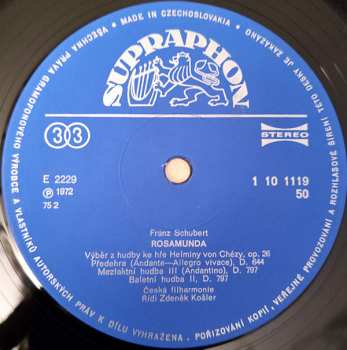 MADE IN CZECHOSLOVAKIA • VŠECHNA PRÁVA GRAMOFONOVÉHO VÝROBCE A VLASTNÍKŮ AUTORSKÝCH PRÁV K DÍLU VYHRAŽENA. POŘIZOVÁNÍ KOPIÍ, VEŘEJNÉ PROVOZOVÁNÍ A ROZHLASOVÉ ŠÍŘENÍ TÉTO DESKY JE ZAKÁZÁNO
SUPRAPHON
33
STEREO
E 2229
℗ 1972
75 2
1 10 1119
50
Franz Schubert
ROSAMUNDA
Výběr z hudby ke hře Helminy von Chézy, op. 26
Předehra (Andante—Allegro vivace), D. 644
Mezlaktní hudba III (Andantino), D. 797
Baletní hudba II, D. 797
Česká filharmonie
Řídí Zdeněk Košler